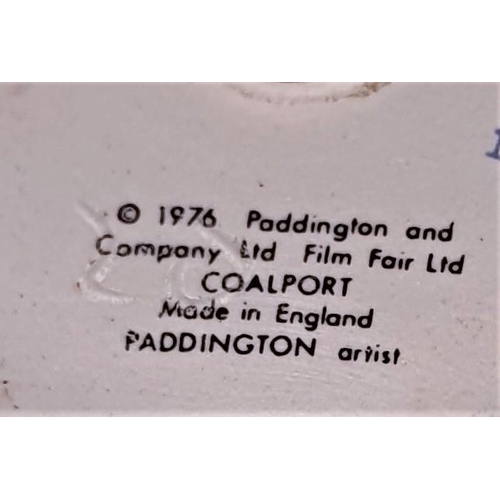 © 1976 Paddington and
Company Ltd Film Fair Ltd
COALPORT
Made in England
PADDINGTON artist